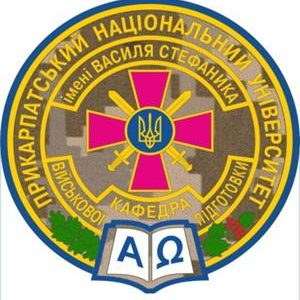 ПРИКАРПАТСЬКИЙ НАЦІОНАЛЬНИЙ УНІВЕРСИТЕТ
імені ВАСИЛЯ СТЕФАНИКА
КАФЕДРА
ВІЙСЬКОВОЇ ПІДГОТОВКИ
Α Ω